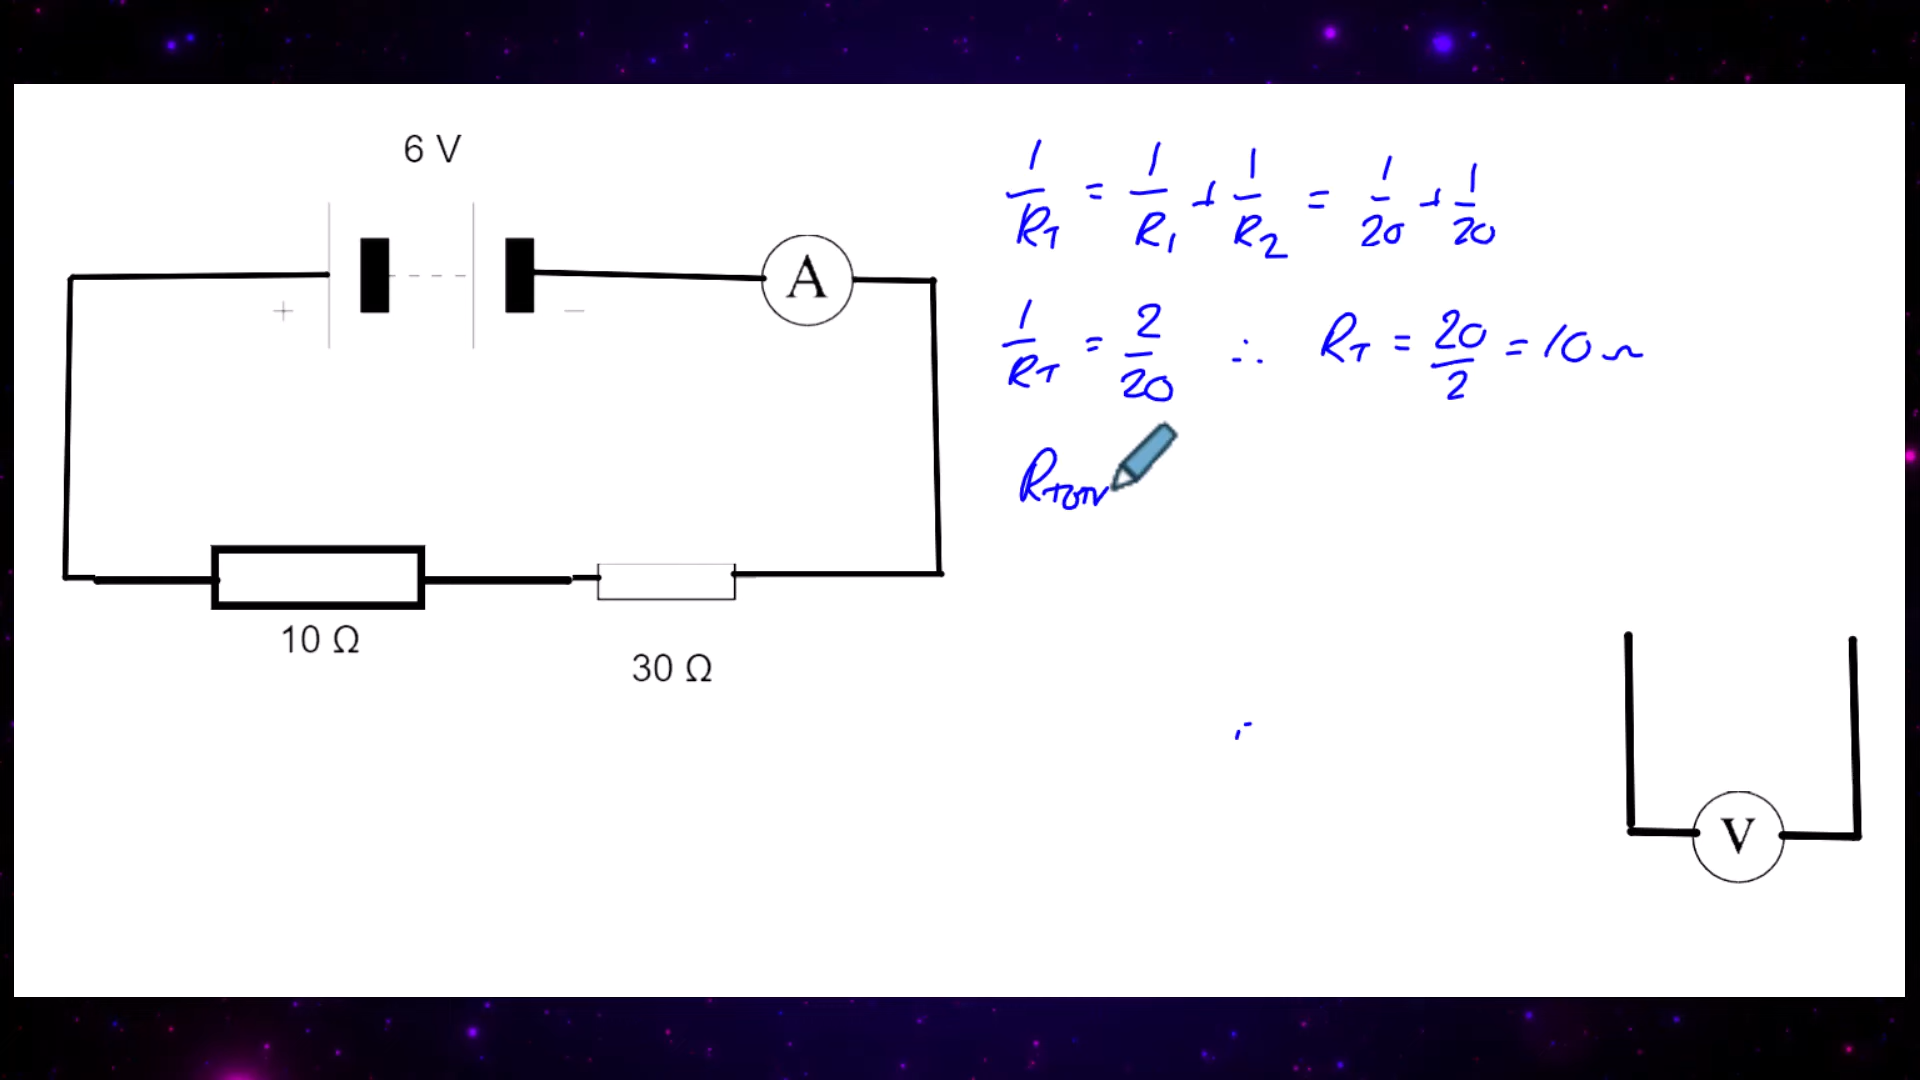 6 V
+ −
A
10 Ω
30 Ω
1/R_T = 1/R_1 + 1/R_2 = 1/20 + 1/20
1/R_T = 2/20 ∴ R_T = 20/2 = 10 Ω
V